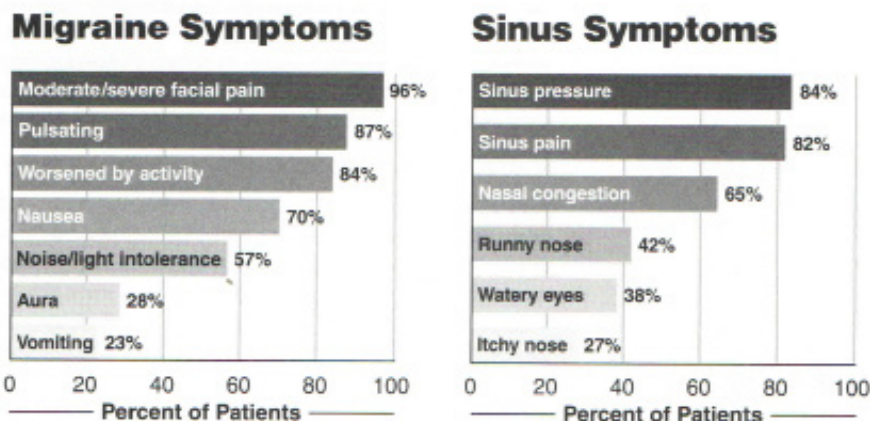 Migraine Symptoms
Moderate/severe facial pain 96%
Pulsating 87%
Worsened by activity 84%
Nausea 70%
Noise/light intolerance 57%
Aura 28%
Vomiting 23%
0 20 40 60 80 100
Percent of Patients
Sinus Symptoms
Sinus pressure 84%
Sinus pain 82%
Nasal congestion 65%
Runny nose 42%
Watery eyes 38%
Itchy nose 27%
0 20 40 60 80 100
Percent of Patients